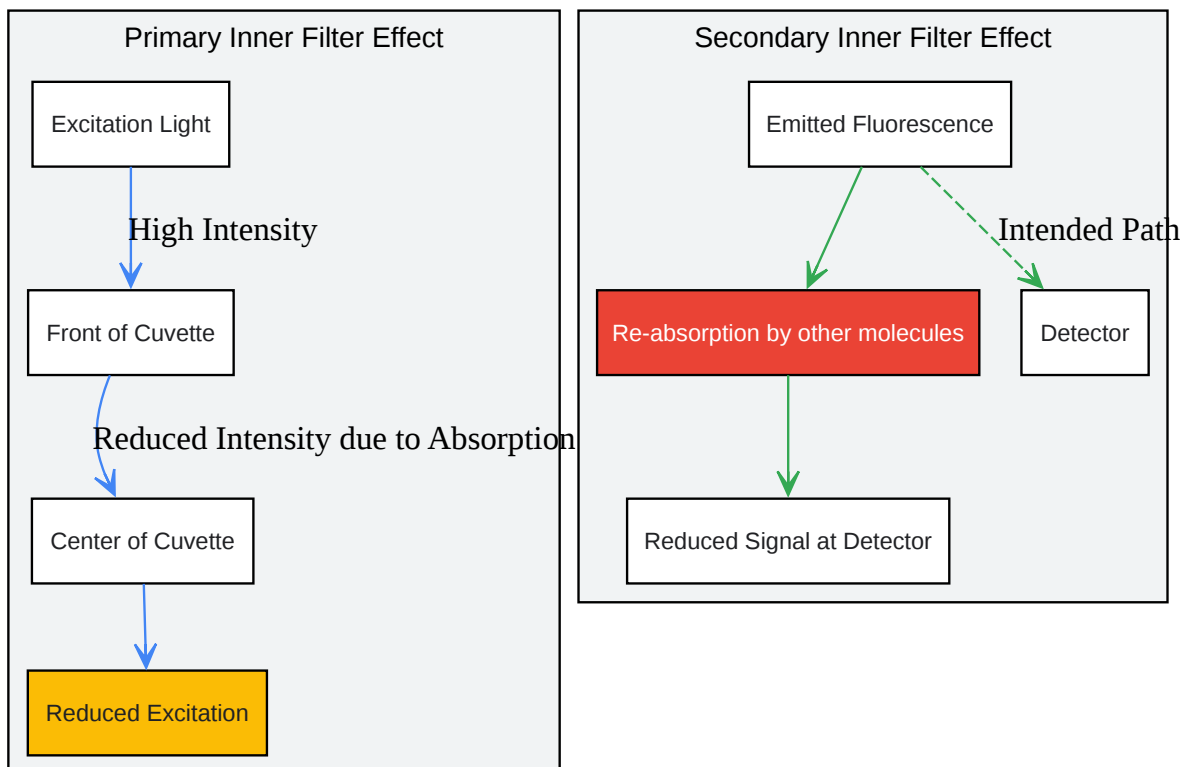 Primary Inner Filter Effect
Excitation Light
High Intensity
Front of Cuvette
Reduced Intensity due to Absorption
Center of Cuvette
Reduced Excitation
Secondary Inner Filter Effect
Emitted Fluorescence
Intended Path
Re-absorption by other molecules
Detector
Reduced Signal at Detector